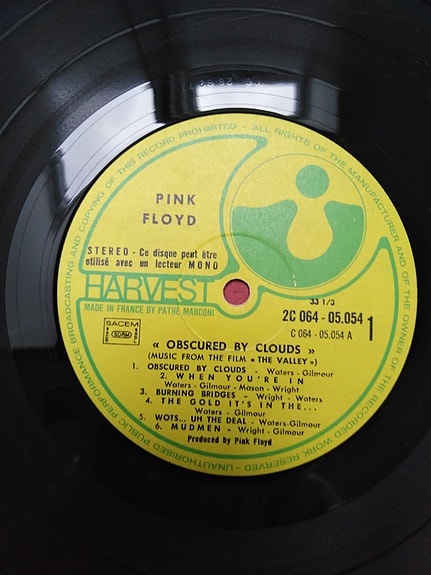 ALL RIGHTS OF THE MANUFACTURER AND OF THE OWNER OF THE RECORDED WORK RESERVED - UNAUTHORISED PUBLIC PERFORMANCE BROADCASTING AND COPYING OF THIS RECORD PROHIBITED -
PINK
FLOYD
STEREO - Ce disque peut être
utilisé avec un lecteur MONO
HARVEST
MADE IN FRANCE BY PATHÉ MARCONI
33 1/3
2C 064 - 05.054 1
C 064 - 05.054 A
SACEM
SDRM
« OBSCURED BY CLOUDS »
(MUSIC FROM THE FILM « THE VALLEY »)
1. OBSCURED BY CLOUDS - Waters-Gilmour
2. WHEN YOU'RE IN
Waters - Gilmour - Mason - Wright
3. BURNING BRIDGES - Wright - Waters
4. THE GOLD IT'S IN THE...
Waters - Gilmour
5. WOTS... UH THE DEAL - Waters-Gilmour
6. MUDMEN - Wright - Gilmour
Produced by Pink Floyd